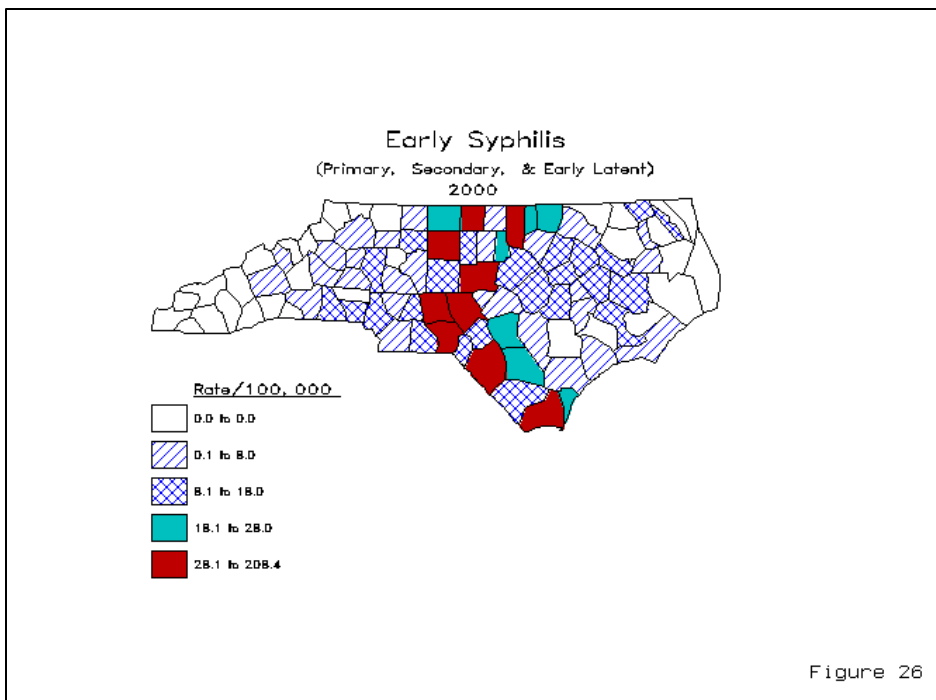 Early Syphilis
(Primary, Secondary, & Early Latent)
2000
Rate/100,000
0.0 to 0.0
0.1 to 8.0
8.1 to 18.0
18.1 to 28.0
28.1 to 208.4
Figure 26